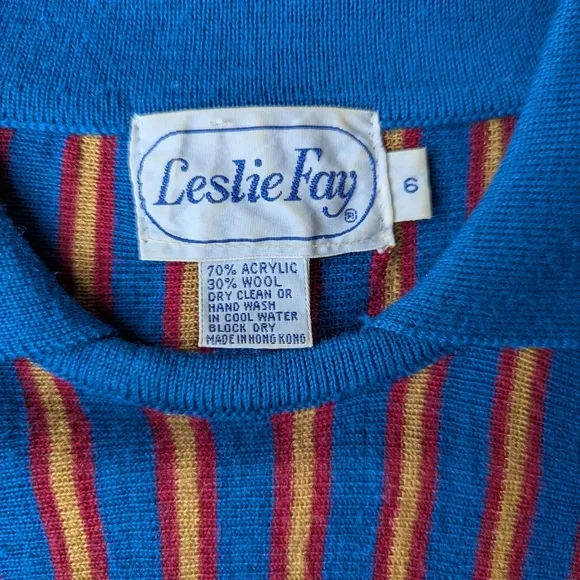 Leslie Fay
®
6
70% ACRYLIC
30% WOOL
DRY CLEAN OR
HAND WASH
IN COOL WATER
BLOCK DRY
MADE IN HONG KONG